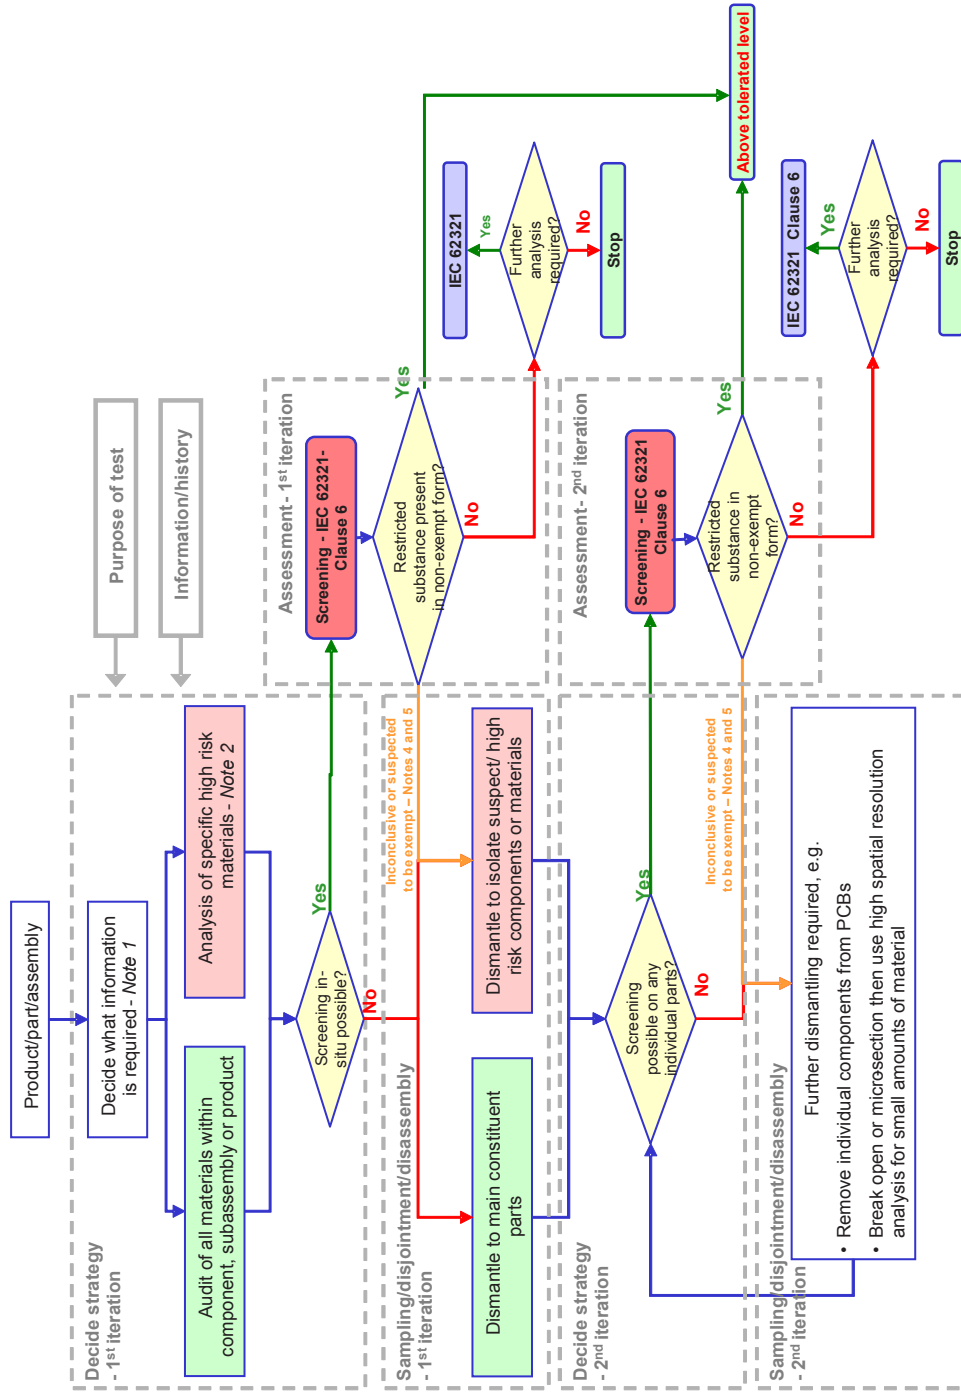 Product/part/assembly
Purpose of test
Information/history
Decide strategy
- 1st iteration
Decide what information
is required - Note 1
Audit of all materials within
component, subassembly or product
Analysis of specific high risk
materials - Note 2
Screening in-
situ possible?
Yes
No
Assessment - 1st iteration
Screening - IEC 62321-
Clause 6
Restricted
substance present
in non-exempt form?
Yes
No
IEC 62321
Yes
Further
analysis
required?
No
Stop
Inconclusive or suspected
to be exempt – Notes 4 and 5
Sampling/disjointment/disassembly
- 1st iteration
Dismantle to main constituent
parts
Dismantle to isolate suspect/ high
risk components or materials
Decide strategy
- 2nd iteration
Screening
possible on any
individual parts?
Yes
No
Assessment - 2nd iteration
Screening - IEC 62321
Clause 6
Restricted
substance in
non-exempt
form?
Yes
No
Above tolerated level
IEC 62321 Clause 6
Yes
Further
analysis
required?
No
Stop
Inconclusive or suspected
to be exempt – Notes 4 and 5
Sampling/disjointment/disassembly
- 2nd iteration
Further dismantling required, e.g.
• Remove individual components from PCBs
• Break open or microsection then use high spatial resolution
analysis for small amounts of material